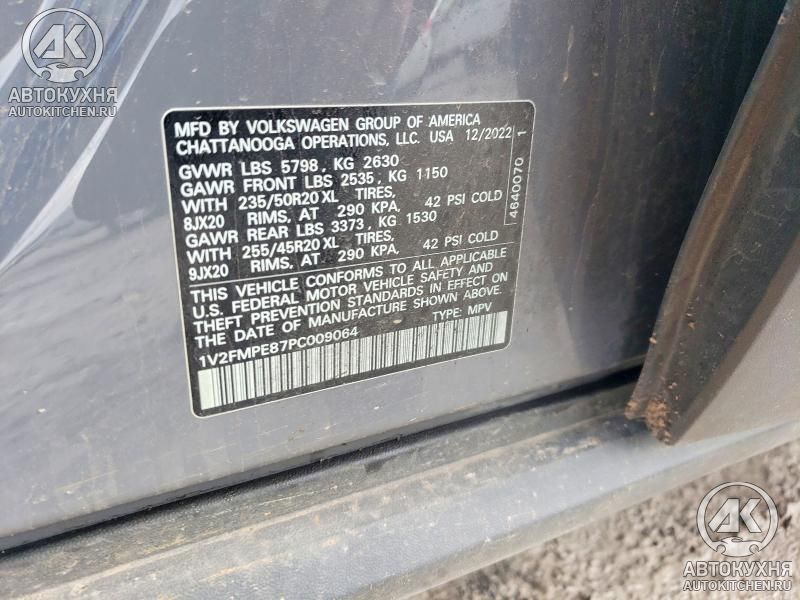 AK
АВТОКУХНЯ
AUTOKITCHEN.RU
MFD BY VOLKSWAGEN GROUP OF AMERICA
CHATTANOOGA OPERATIONS, LLC. USA 12/2022
GVWR LBS 5798 , KG 2630
GAWR FRONT LBS 2535, KG 1150
WITH 235/50R20 XL TIRES,
8JX20 RIMS, AT 290 KPA, 42 PSI COLD
GAWR REAR LBS 3373, KG 1530
WITH 255/45R20 XL TIRES,
9JX20 RIMS, AT 290 KPA, 42 PSI COLD
THIS VEHICLE CONFORMS TO ALL APPLICABLE
U.S. FEDERAL MOTOR VEHICLE SAFETY AND
THEFT PREVENTION STANDARDS IN EFFECT ON
THE DATE OF MANUFACTURE SHOWN ABOVE.
1V2FMPE87PC009064 TYPE: MPV
4640070 1
AK
АВТОКУХНЯ
AUTOKITCHEN.RU